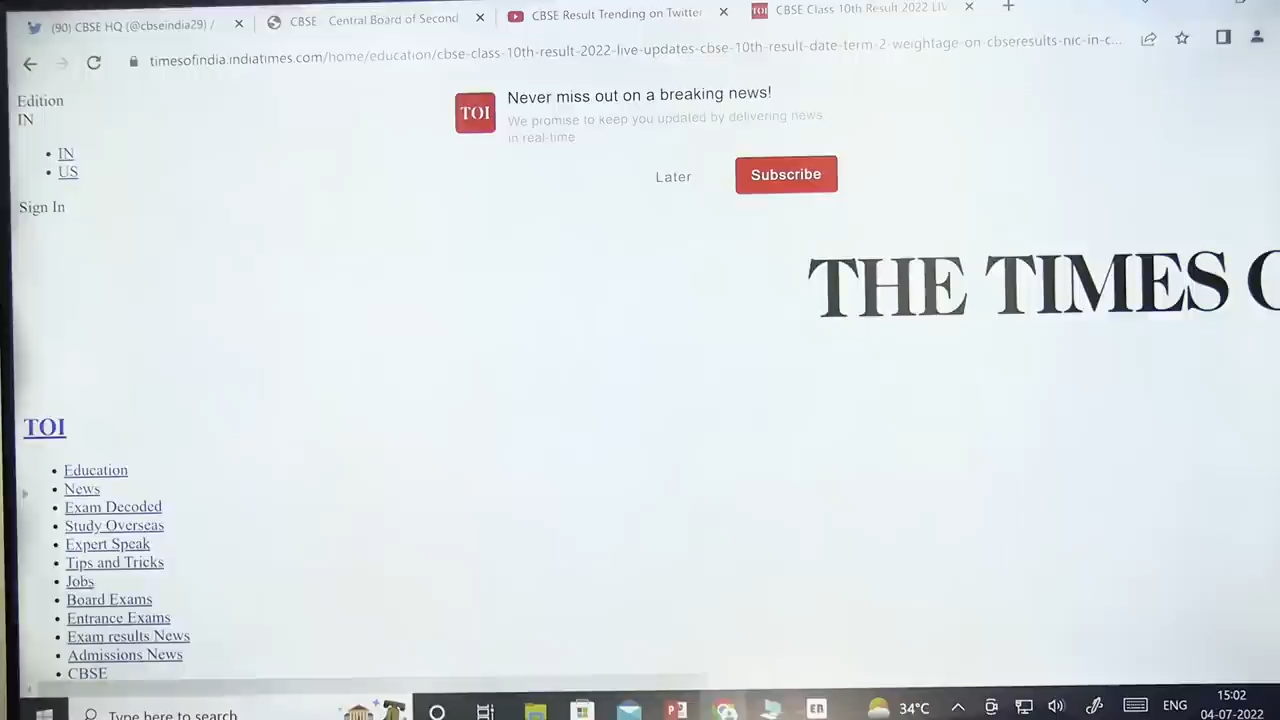 (90) CBSE HQ (@cbseindia29) /
CBSE Central Board of Second
CBSE Result Trending on Twitter
TOI CBSE Class 10th Result 2022 LIV
timesofindia.indiatimes.com/home/education/cbse-class-10th-result-2022-live-updates-cbse-10th-result-date-term-2-weightage-on-cbseresults-nic-in-c...
Edition
IN
IN
US
Sign In
TOI
Never miss out on a breaking news!
We promise to keep you updated by delivering news
in real-time
Later
Subscribe
THE TIMES O
TOI
Education
News
Exam Decoded
Study Overseas
Expert Speak
Tips and Tricks
Jobs
Board Exams
Entrance Exams
Exam results News
Admissions News
CBSE
Type here to search
34°C
ENG
15:02
04-07-2022